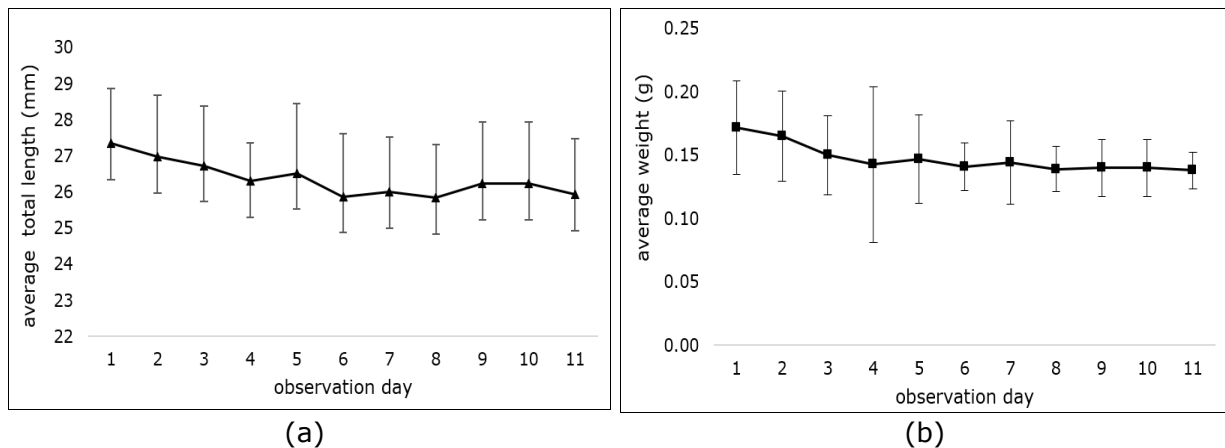 average total length (mm)
30
29
28
27
26
25
24
23
22
1 2 3 4 5 6 7 8 9 10 11
observation day
(a)
average weight (g)
0.25
0.20
0.15
0.10
0.05
0.00
1 2 3 4 5 6 7 8 9 10 11
observation day
(b)